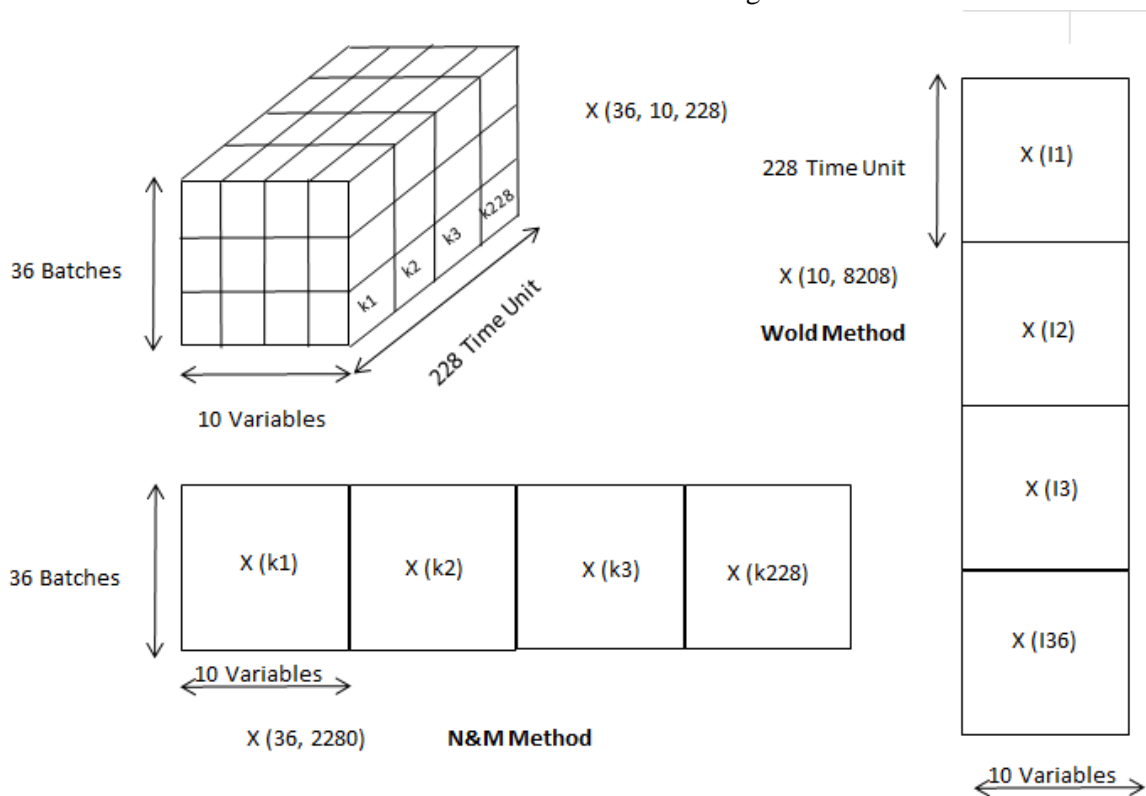 X (36, 10, 228)
36 Batches
k1
k2
k3
k228
228 Time Unit
10 Variables
228 Time Unit
X (10, 8208)
Wold Method
X (I1)
X (I2)
X (I3)
X (I36)
10 Variables
36 Batches
X (k1)
X (k2)
X (k3)
X (k228)
10 Variables
X (36, 2280)
N&M Method